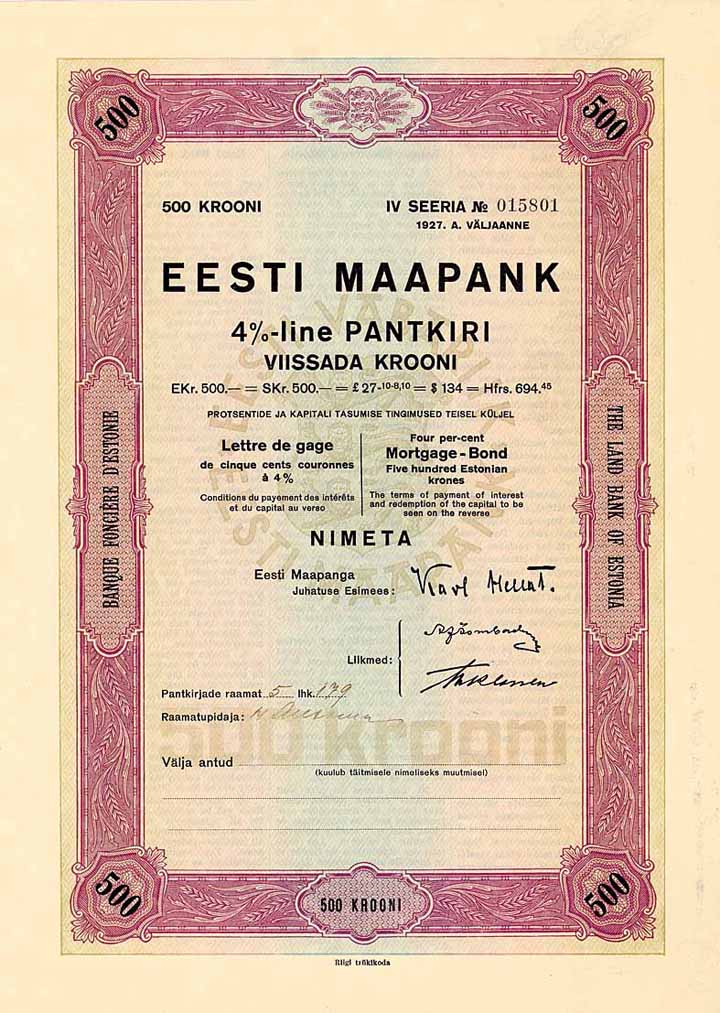 500
500
500 KROONI
IV SEERIA № 015801
1927. A. VÄLJAANNE
EESTI MAAPANK
4%-line PANTKIRI
VIISSADA KROONI
EKr. 500.— = SKr. 500.— = £ 27-10-8,10 = $ 134 = Hfrs. 694.45
PROTSENTIDE JA KAPITALI TASUMISE TINGIMUSED TEISEL KÜLJEL
Lettre de gage
de cinque cents couronnes
à 4%
Conditions du payement des intérêts
et du capital au verso
Four per-cent
Mortgage-Bond
Five hundred Estonian
krones
The terms of payment of interest
and redemption of the capital to be
seen on the reverse
NIMETA
Eesti Maapanga
Juhatuse Esimees:
Liikmed:
Pantkirjade raamat 5 lhk. 179
Raamatupidaja:
500 krooni
Välja antud
(kuulub täitmisele nimeliseks muutmisel)
BANQUE FONCIÈRE D'ESTONIE
THE LAND BANK OF ESTONIA
EESTI VABARIIK
EESTI MAAPANK
500
500 KROONI
500
Riigi trükikoda